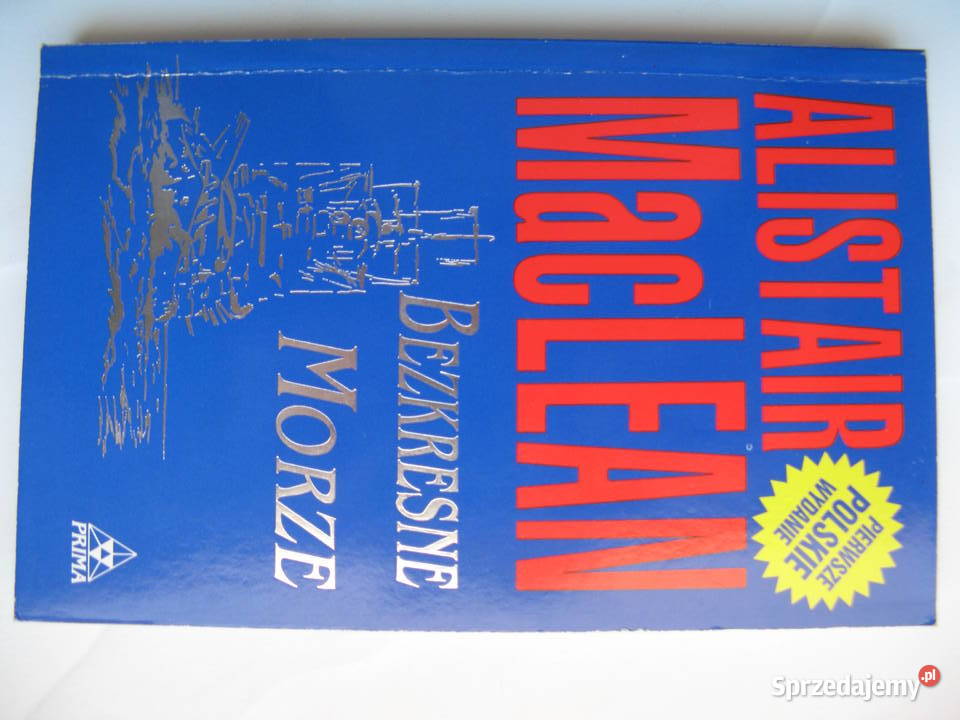 ALISTAIR
MacLEAN
PIERWSZE
POLSKIE
WYDANIE
BEZKRESNE
MORZE
PRIMA
Sprzedajemy.pl